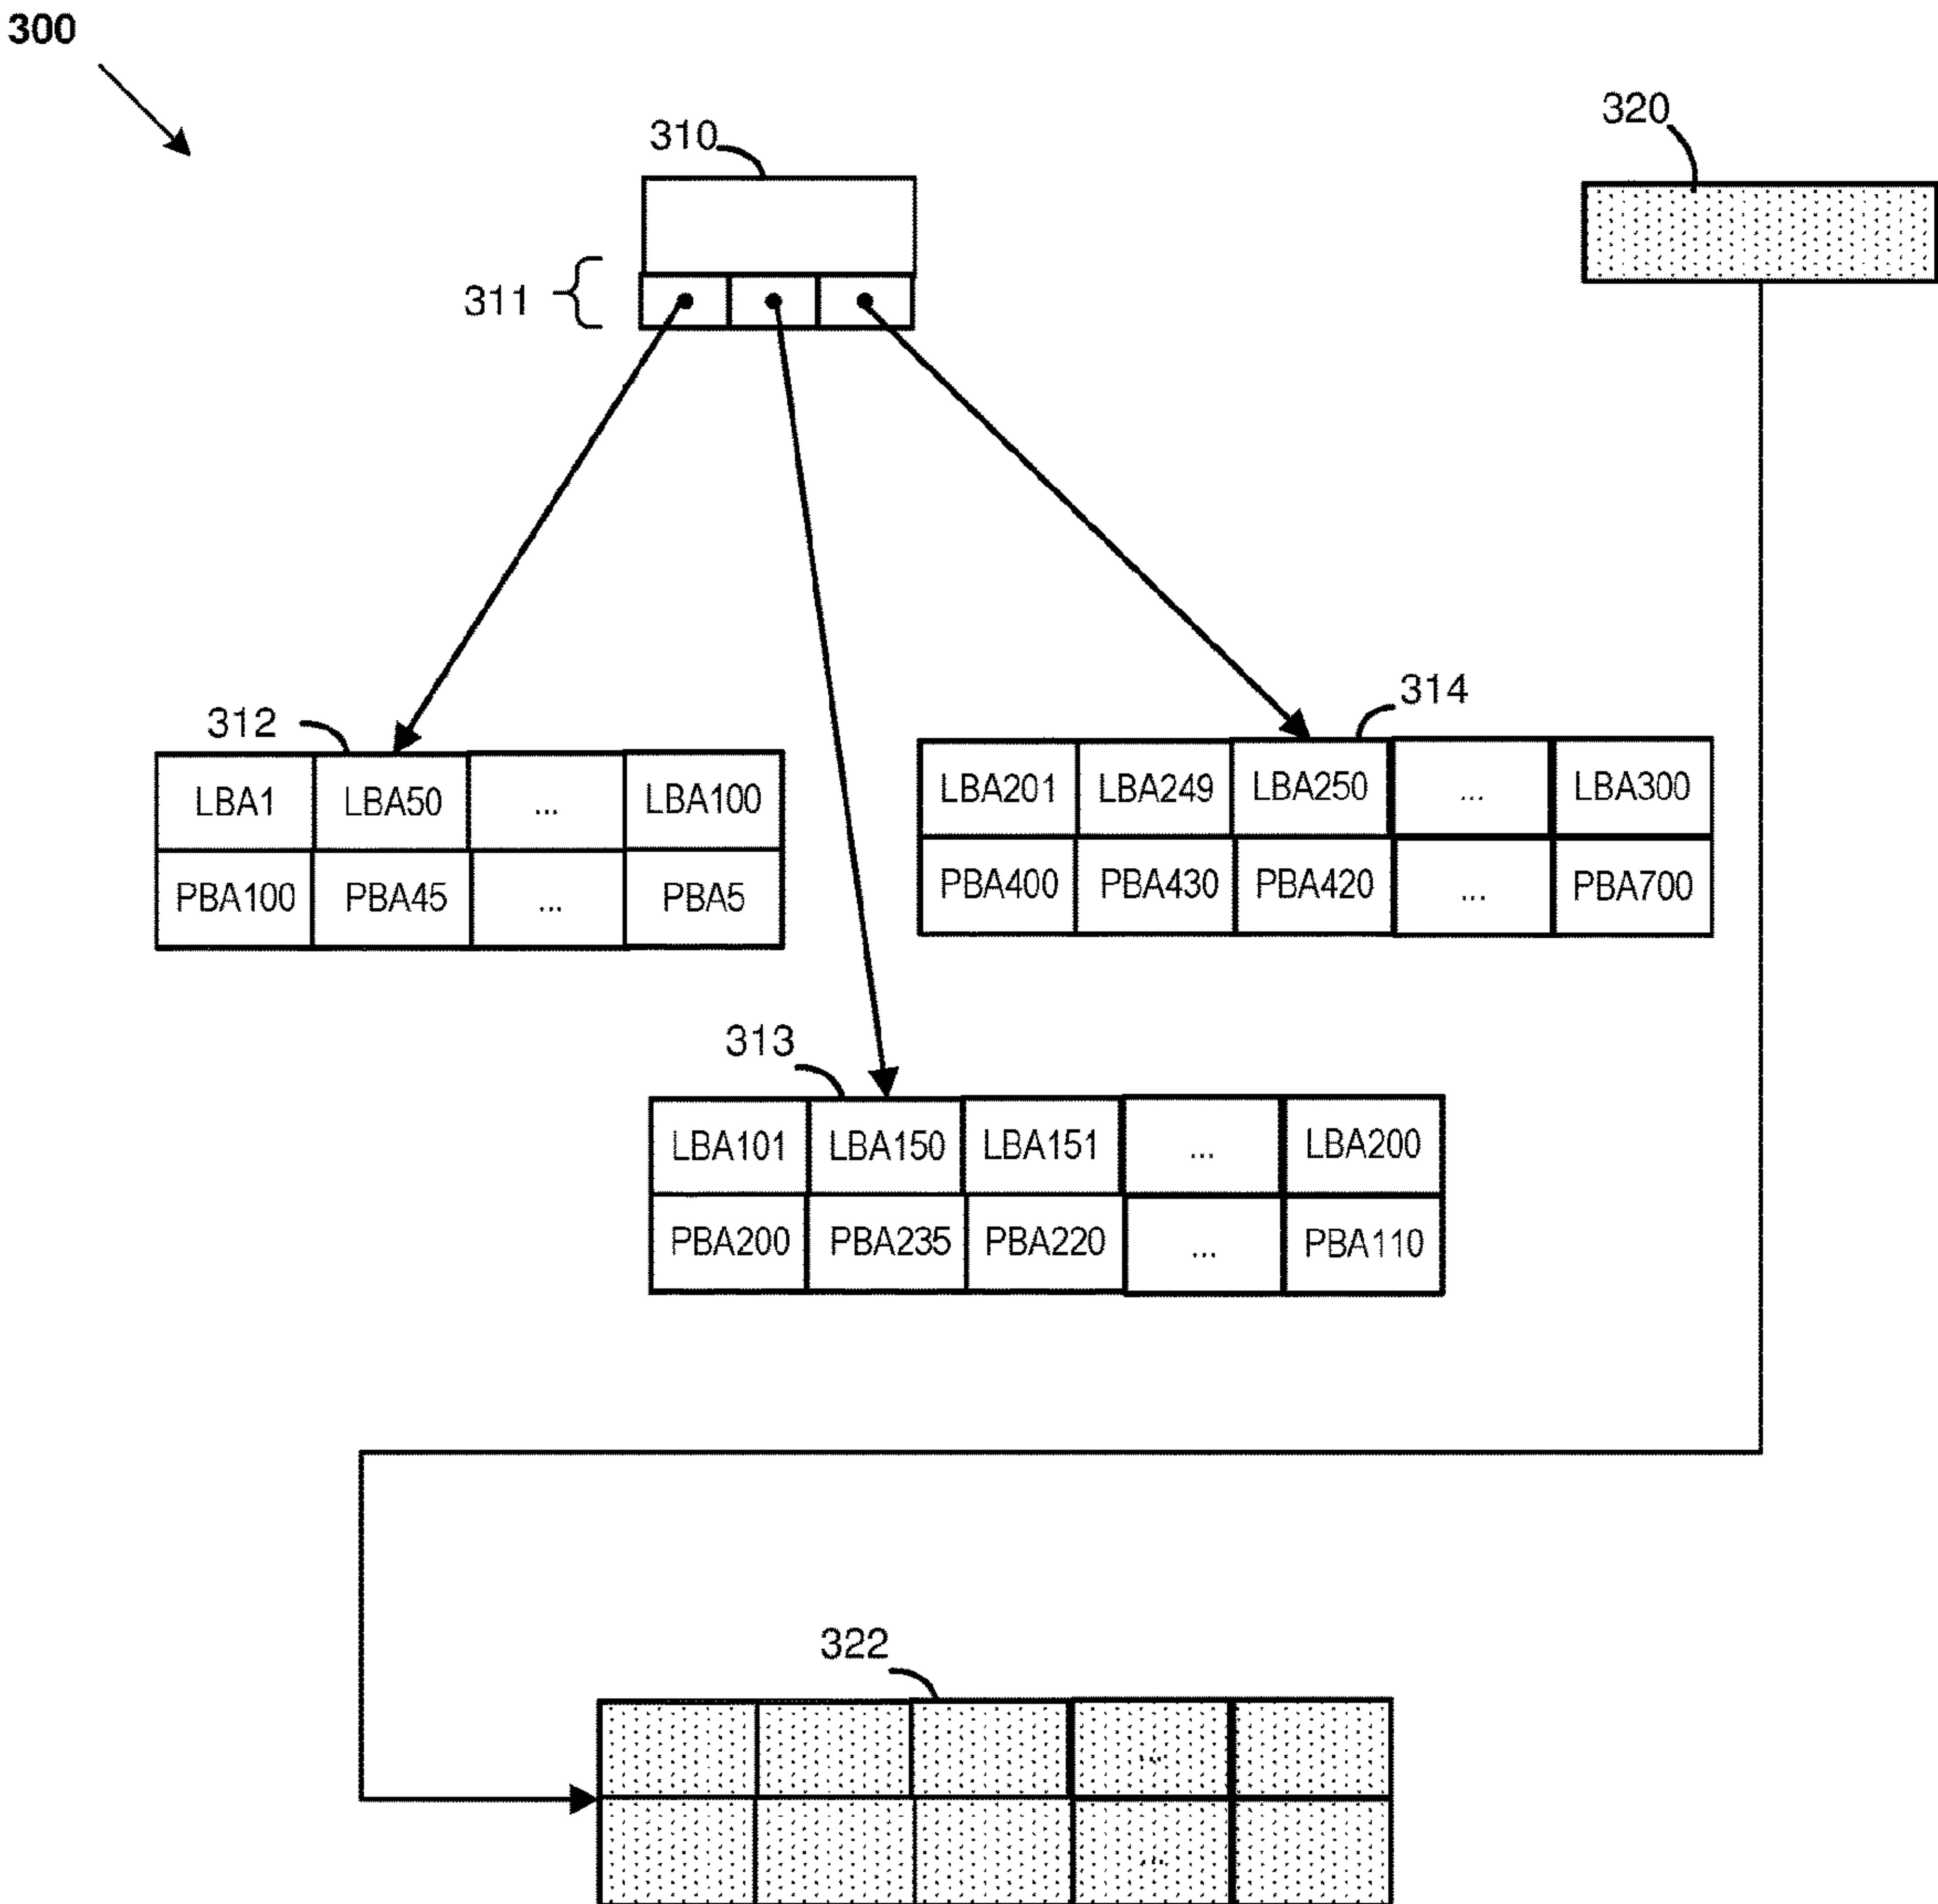 300
320
310
311
314
312
LBA201 LBA249 LBA250 ... LBA300
LBA1 LBA50 ... LBA100
PBA400 PBA430 PBA420 ... PBA700
PBA100 PBA45 ... PBA5
313
LBA101 LBA150 LBA151 ... LBA200
PBA200 PBA235 PBA220 ... PBA110
322
...
...